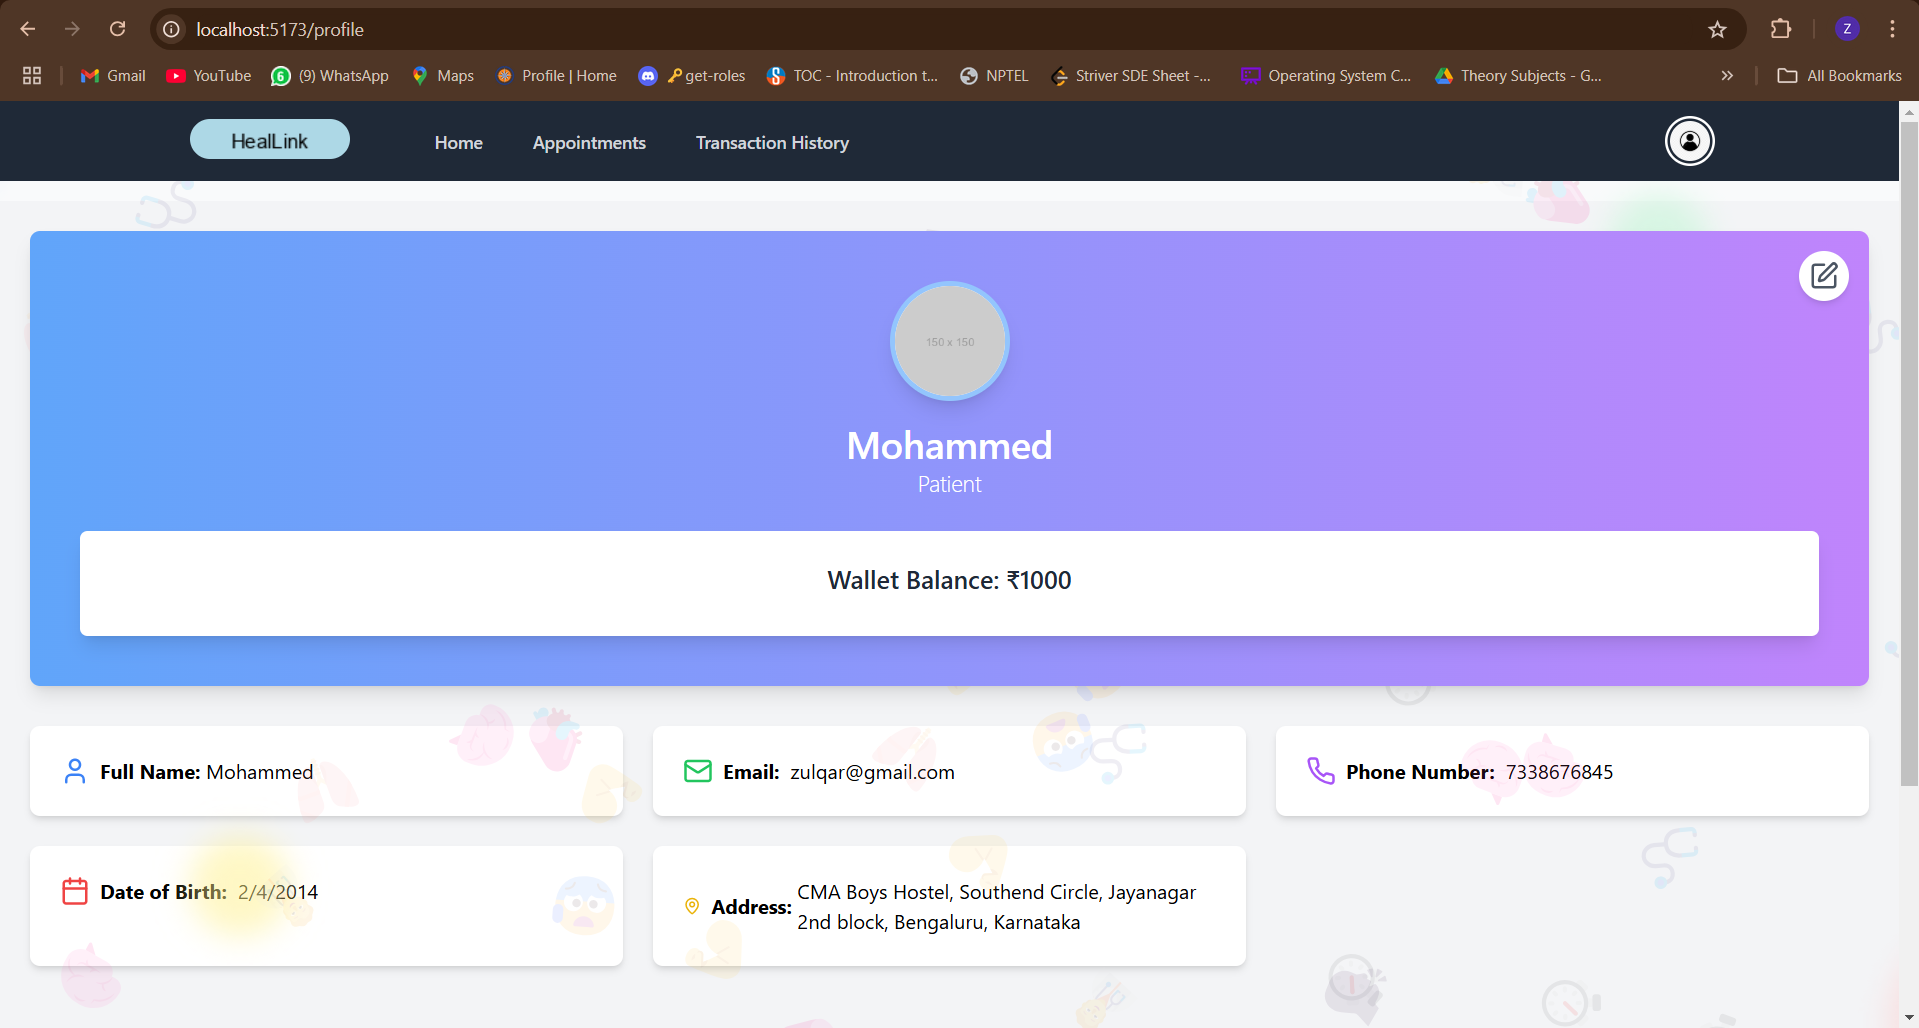 localhost:5173/profile
Z
Gmail
YouTube
(9) WhatsApp
Maps
Profile | Home
🔑get-roles
TOC - Introduction t...
NPTEL
Striver SDE Sheet -...
Operating System C...
Theory Subjects - G...
All Bookmarks
HealLink
Home
Appointments
Transaction History
150 x 150
Mohammed
Patient
Wallet Balance: ₹1000
Full Name: Mohammed
Email: zulqar@gmail.com
Phone Number: 7338676845
Date of Birth: 2/4/2014
Address: CMA Boys Hostel, Southend Circle, Jayanagar
2nd block, Bengaluru, Karnataka